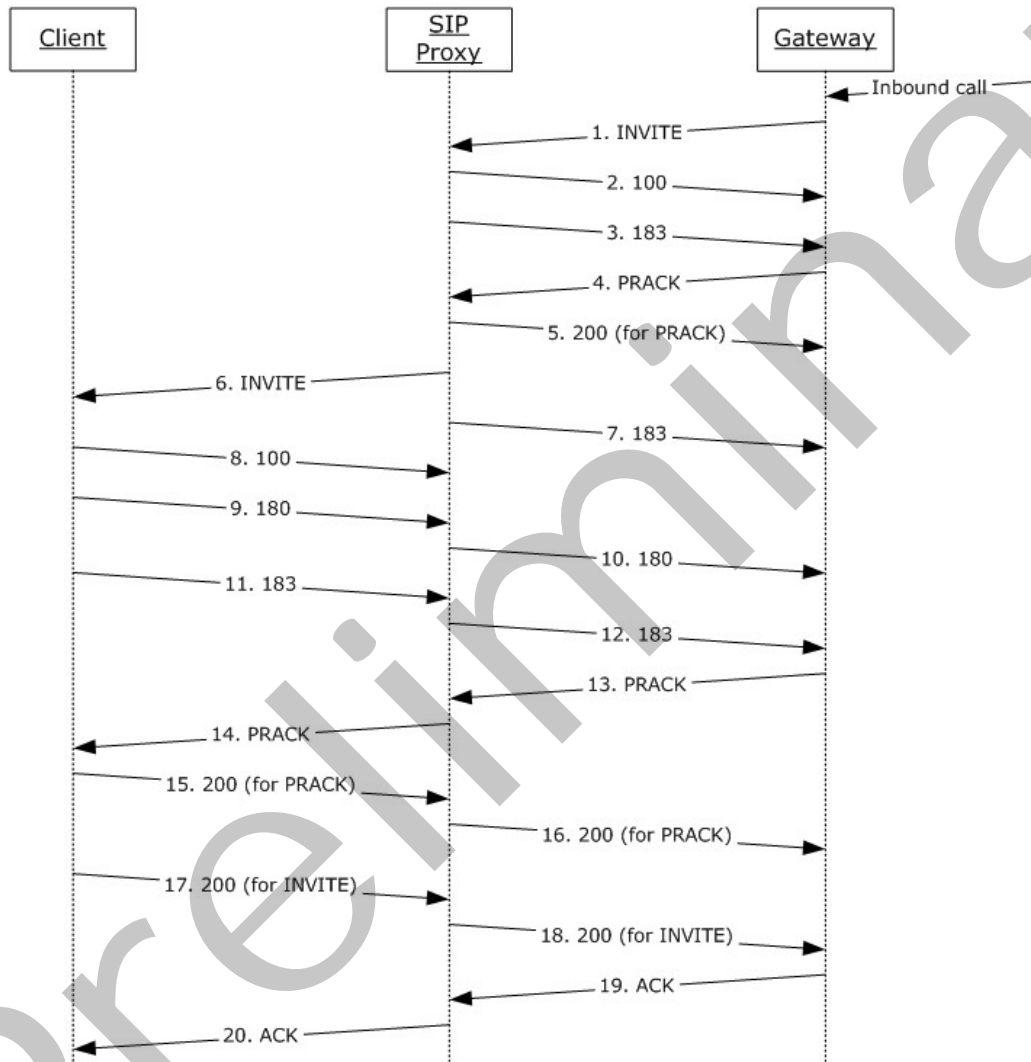 Client
SIP
Proxy
Gateway
Inbound call
1. INVITE
2. 100
3. 183
4. PRACK
5. 200 (for PRACK)
6. INVITE
7. 183
8. 100
9. 180
10. 180
11. 183
12. 183
13. PRACK
14. PRACK
15. 200 (for PRACK)
16. 200 (for PRACK)
17. 200 (for INVITE)
18. 200 (for INVITE)
19. ACK
20. ACK
relimina